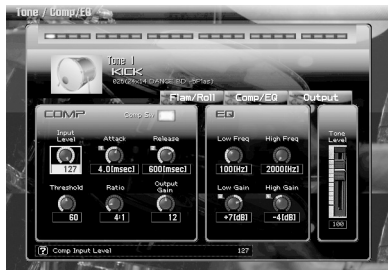 Tone / Comp/EQ
Tone 1
KICK
Flam/Roll Comp/EQ Output
COMP Comp Sw EQ
Input Level Attack Release Low Freq High Freq Tone Level
127 4.0[msec] 600[msec] 100[Hz] 2000[Hz]
Threshold Ratio Output Gain Low Gain High Gain
60 4:1 12 +7[dB] -4[dB] 100
? Comp Input Level 127